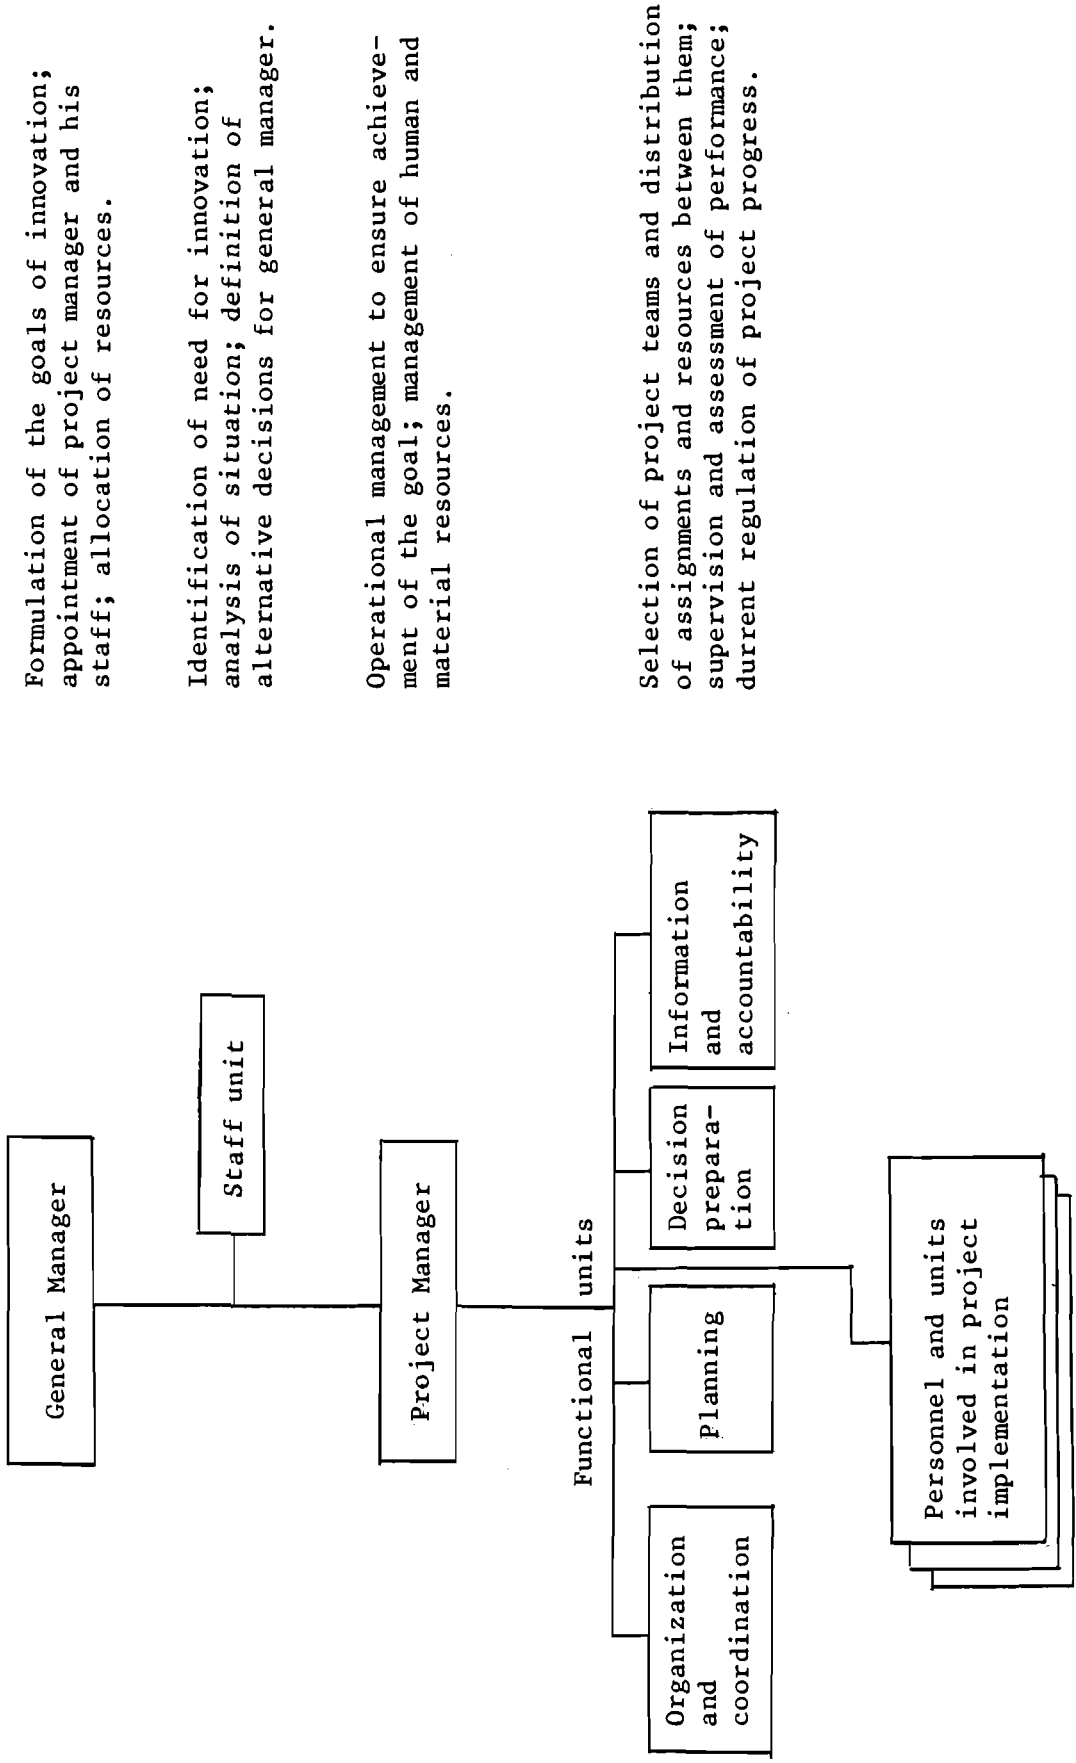 General Manager
Formulation of the goals of innovation;
appointment of project manager and his
staff; allocation of resources.
Staff unit
Identification of need for innovation;
analysis of situation; definition of
alternative decisions for general manager.
Project Manager
Operational management to ensure achieve-
ment of the goal; management of human and
material resources.
Functional units
Organization
and
coordination
Planning
Decision
prepara-
tion
Information
and
accountability
Selection of project teams and distribution
of assignments and resources between them;
supervision and assessment of performance;
durrent regulation of project progress.
Personnel and units
involved in project
implementation